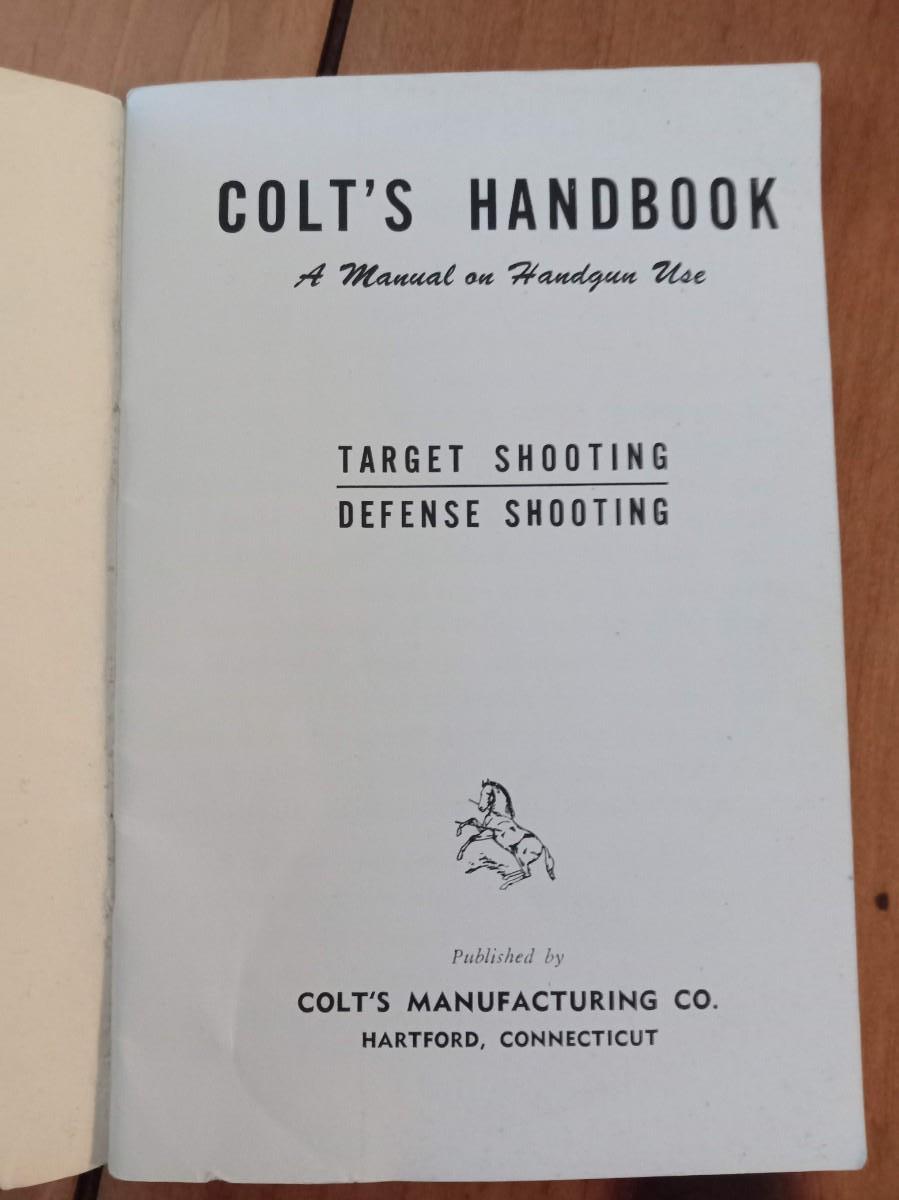 COLT'S HANDBOOK
A Manual on Handgun Use
TARGET SHOOTING
DEFENSE SHOOTING
Published by
COLT'S MANUFACTURING CO.
HARTFORD, CONNECTICUT